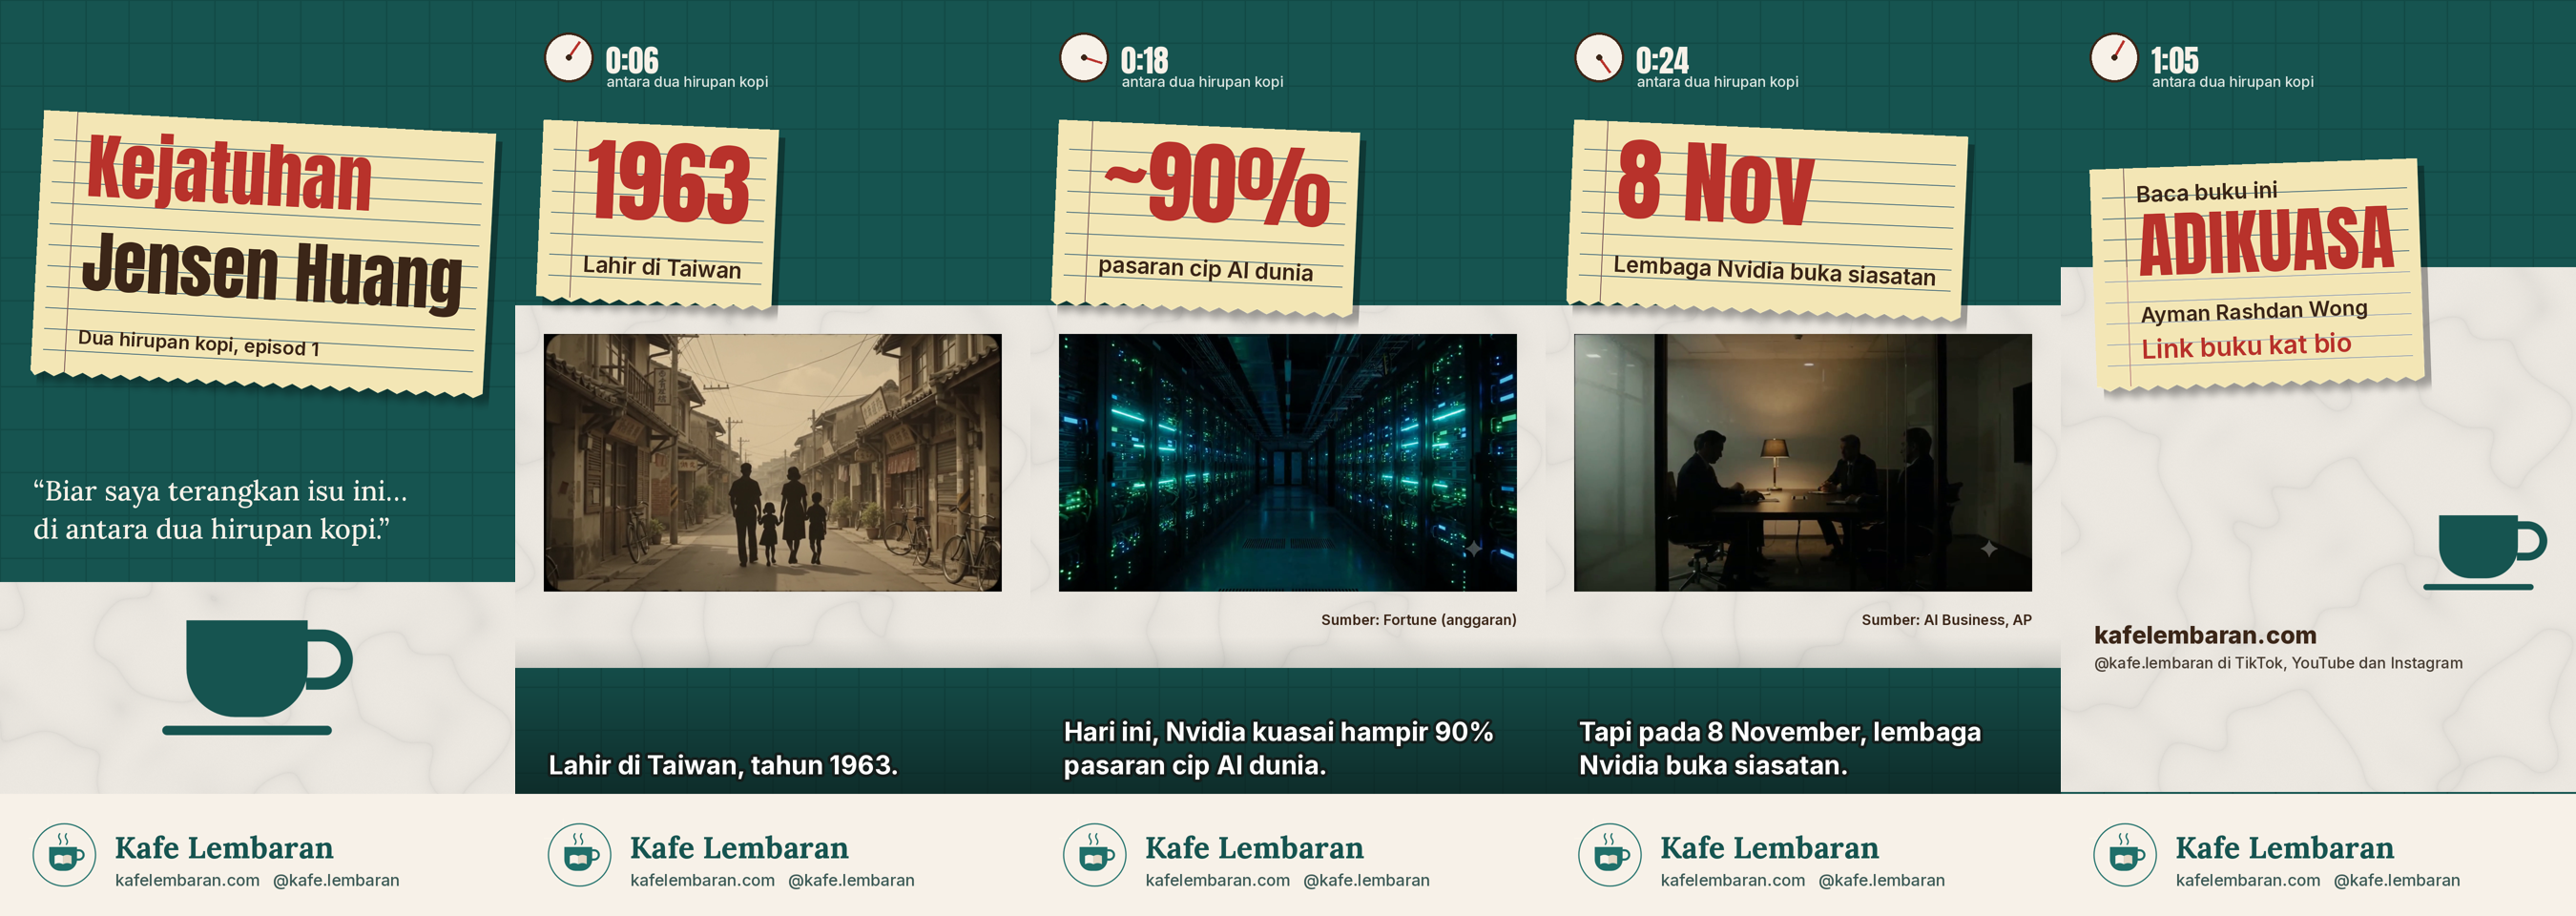 Kejatuhan
Jensen Huang
Dua hirupan kopi, episod 1
“Biar saya terangkan isu ini...
di antara dua hirupan kopi.”
Kafe Lembaran
kafelembaran.com @kafe.lembaran
0:06
antara dua hirupan kopi
1963
Lahir di Taiwan
Lahir di Taiwan, tahun 1963.
Kafe Lembaran
kafelembaran.com @kafe.lembaran
0:18
antara dua hirupan kopi
~90%
pasaran cip AI dunia
Sumber: Fortune (anggaran)
Hari ini, Nvidia kuasai hampir 90%
pasaran cip AI dunia.
Kafe Lembaran
kafelembaran.com @kafe.lembaran
0:24
antara dua hirupan kopi
8 Nov
Lembaga Nvidia buka siasatan
Sumber: AI Business, AP
Tapi pada 8 November, lembaga
Nvidia buka siasatan.
Kafe Lembaran
kafelembaran.com @kafe.lembaran
1:05
antara dua hirupan kopi
Baca buku ini
ADIKUASA
Ayman Rashdan Wong
Link buku kat bio
kafelembaran.com
@kafe.lembaran di TikTok, YouTube dan Instagram
Kafe Lembaran
kafelembaran.com @kafe.lembaran